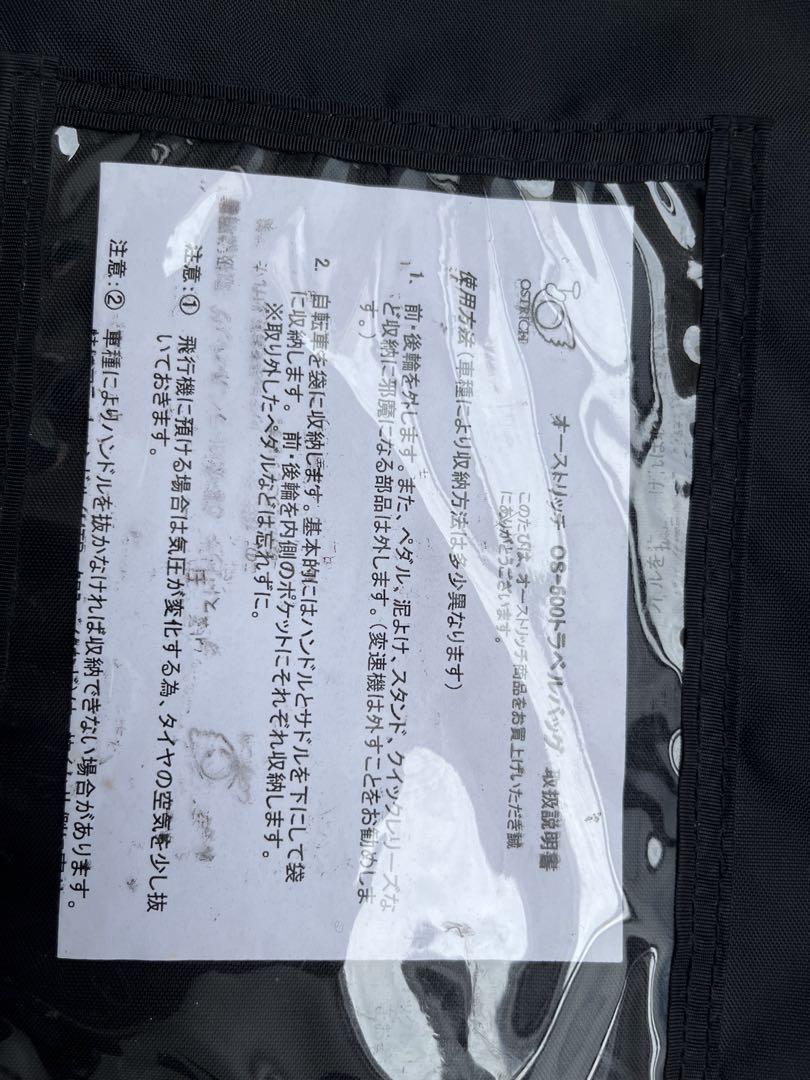 OSTRICH
オーストリッチ OS-500トラベルバッグ 取扱説明書
このたびは、オーストリッチ商品をお買上げいただき誠
にありがとうございます。
使用方法(車種により収納方法は多少異なります)
1. 前・後輪を外します。また、ペダル、泥よけ、スタンド、クイックレリーズな
ど収納に邪魔になる部品は外します。(変速機は外すことをお勧めしま
す。)
2. 自転車を袋に収納します。基本的にはハンドルとサドルを下にして袋
に収納します。 前・後輪を内側のポケットにそれぞれ収納します。
※取り外したペダルなどは忘れずに。
注意:① 飛行機に預ける場合は気圧が変化する為、タイヤの空気を少し抜
いておきます。
注意:② 車種によりハンドルを抜かなければ収納できない場合があります。